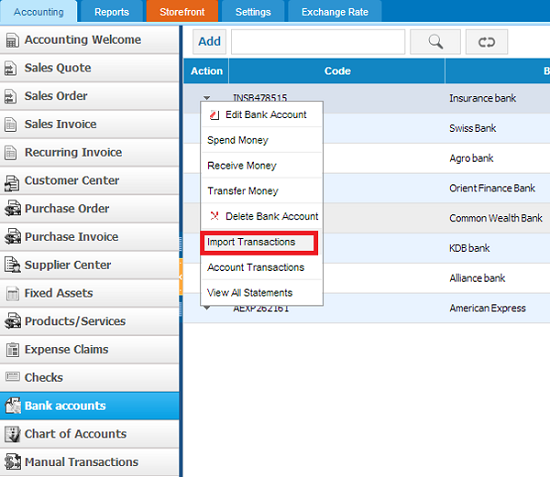 Accounting Reports Storefront Settings Exchange Rate
Accounting Welcome
Sales Quote
Sales Order
Sales Invoice
Recurring Invoice
Customer Center
Purchase Order
Purchase Invoice
Supplier Center
Fixed Assets
Products/Services
Expense Claims
Checks
Bank accounts
Chart of Accounts
Manual Transactions
Add
Action Code B
INSB478515 Insurance bank
Edit Bank Account
Spend Money
Receive Money
Transfer Money
Delete Bank Account
Import Transactions
Account Transactions
View All Statements
Swiss Bank
Agro bank
Orient Finance Bank
Common Wealth Bank
KDB bank
Alliance bank
AEXP262161 American Express